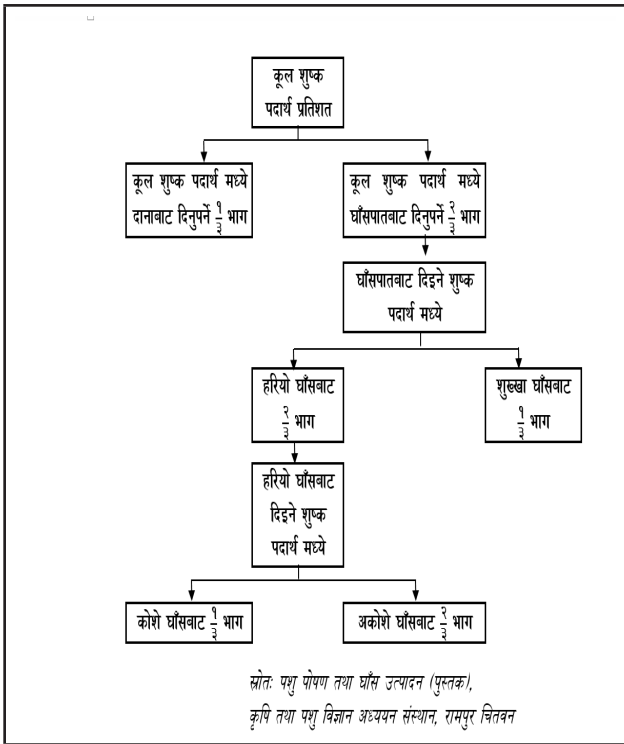 कूल शुष्क
पदार्थ प्रतिशत
कूल शुष्क पदार्थ मध्ये
दानाबाट दिनुपर्ने १/३ भाग
कूल शुष्क पदार्थ मध्ये
घाँसपातबाट दिनुपर्ने २/३ भाग
घाँसपातबाट दिइने शुष्क
पदार्थ मध्ये
हरियो घाँसबाट
२/३ भाग
शुख्खा घाँसबाट
१/३ भाग
हरियो घाँसबाट
दिइने शुष्क
पदार्थ मध्ये
कोशे घाँसबाट १/३ भाग
अकोशे घाँसबाट २/३ भाग
स्रोतः पशु पोषण तथा घाँस उत्पादन (पुस्तक),
कृषि तथा पशु विज्ञान अध्ययन संस्थान, रामपुर चितवन